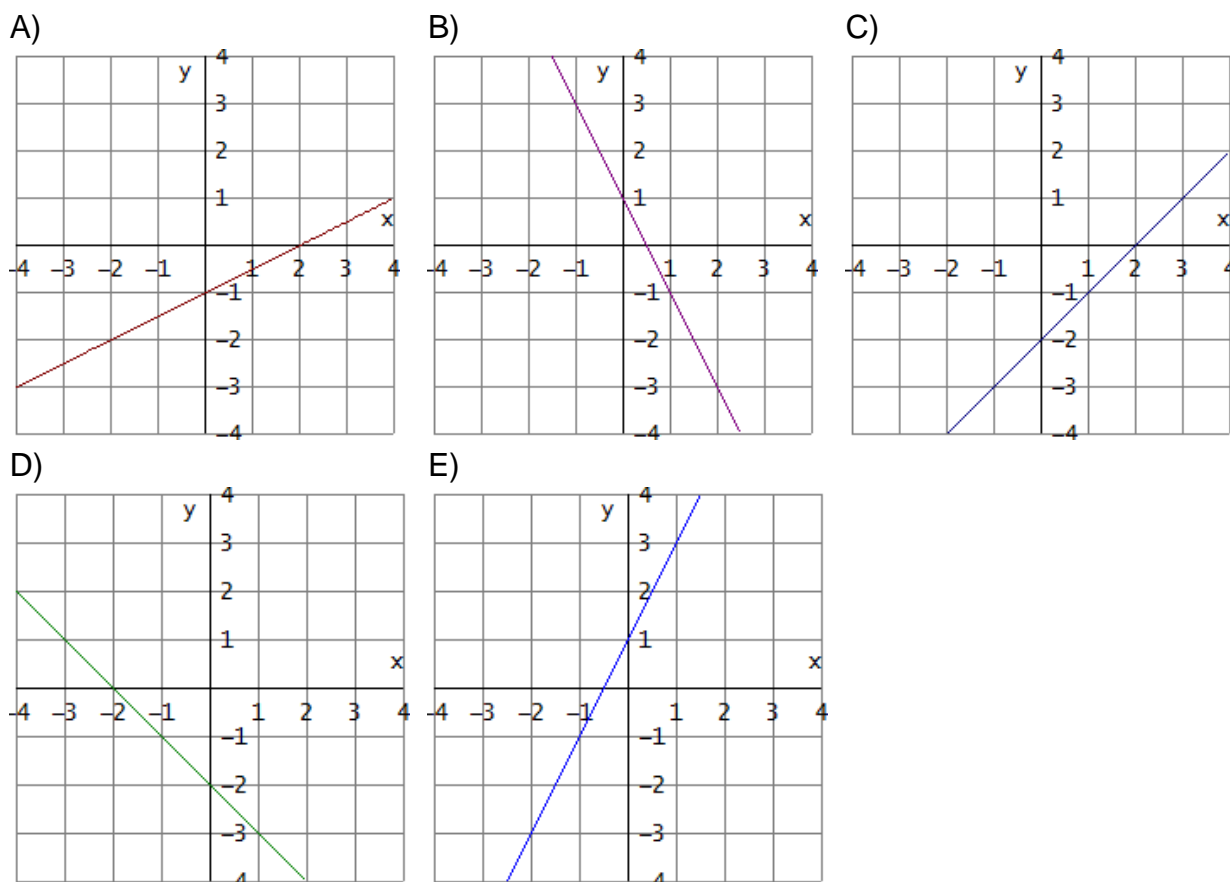 A) B) C)
4 4 4
y y y
3 3 3
2 2 2
1 1 1
x x x
−4 −3 −2 −1 1 2 3 4 −4 −3 −2 −1 1 2 3 4 −4 −3 −2 −1 1 2 3 4
−1 −1 −1
−2 −2 −2
−3 −3 −3
−4 −4 −4
D) E)
4 4
y y
3 3
2 2
1 1
x x
−4 −3 −2 −1 1 2 3 4 −4 −3 −2 −1 1 2 3 4
−1 −1
−2 −2
−3 −3
−4 −4